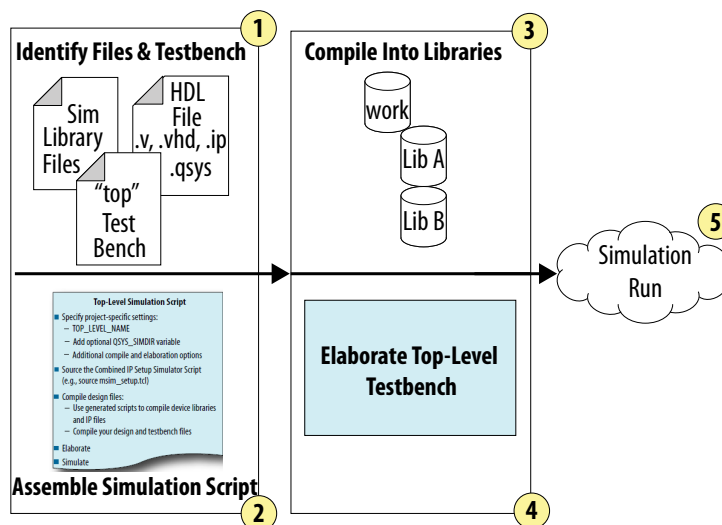 1
Identify Files & Testbench
Sim
Library
Files
HDL
File
.v, .vhd, .ip
.qsys
“top”
Test
Bench
Top-Level Simulation Script
Specify project-specific settings:
– TOP_LEVEL_NAME
– Add optional QSYS_SIMDIR variable
– Additional compile and elaboration options
Source the Combined IP Setup Simulator Script
(e.g., source msim_setup.tcl)
Compile design files:
– Use generated scripts to compile device libraries
and IP files
– Compile your design and testbench files
Elaborate
Simulate
Assemble Simulation Script
2
3
Compile Into Libraries
work
Lib A
Lib B
Elaborate Top-Level
Testbench
4
5
Simulation
Run